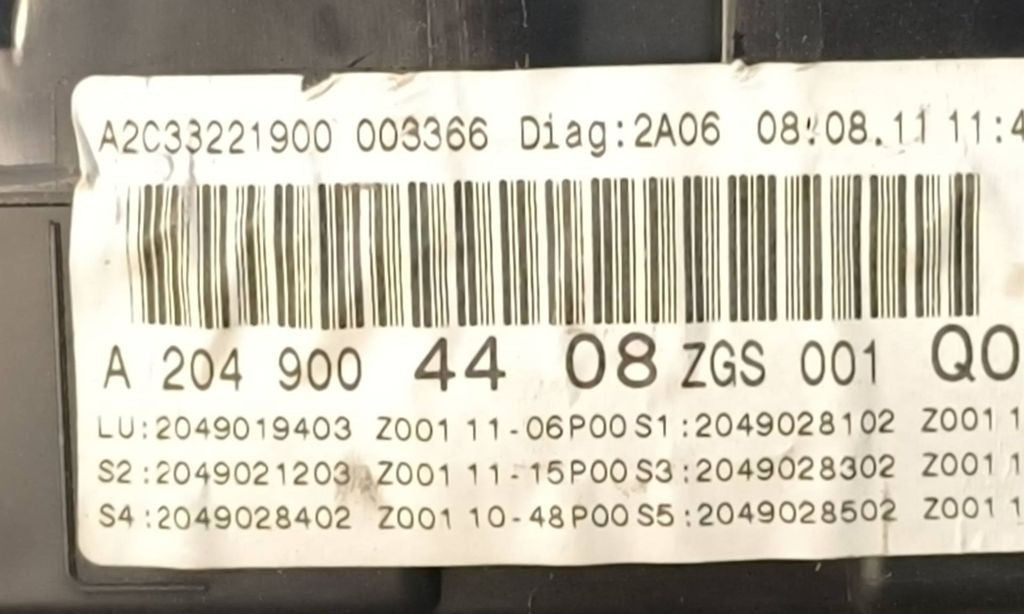 A2C33221900 003366 Diag:2A06 08.08.11 11:4
A 204 900 44 08 ZGS 001 Q0
LU:2049019403 Z001 11-06P00 S1:2049028102 Z001 1
S2:2049021203 Z001 11-15P00 S3:2049028302 Z001 1
S4:2049028402 Z001 10-48P00 S5:2049028502 Z001 1